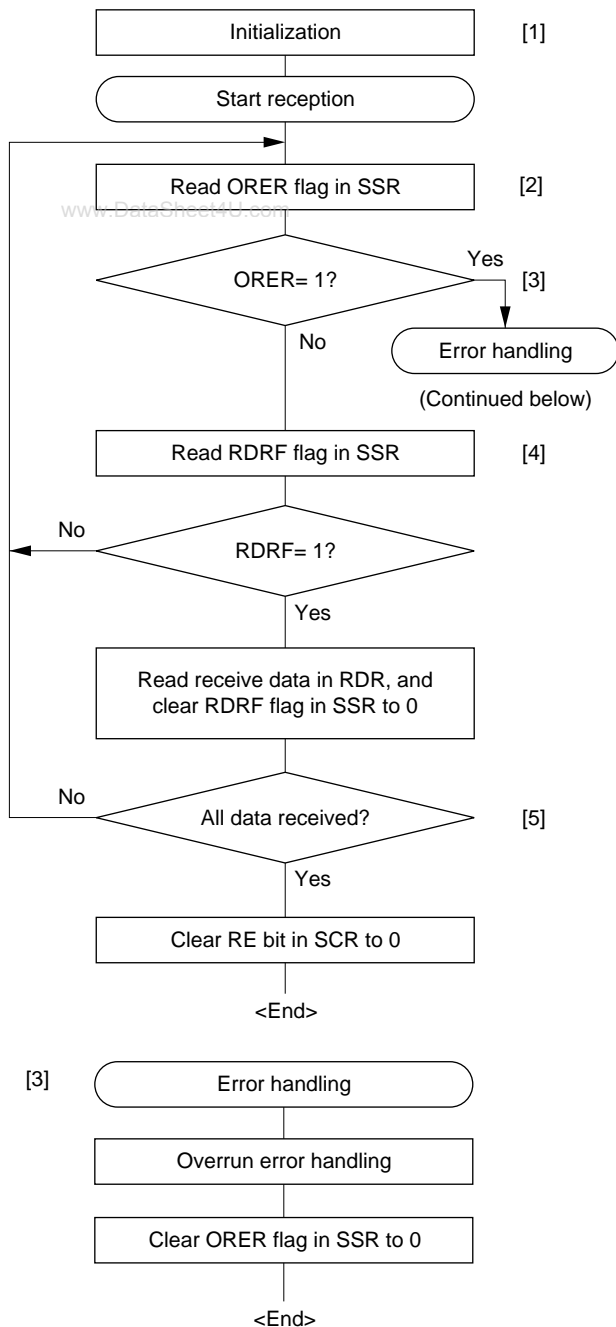 Initialization [1]
Start reception
Read ORER flag in SSR [2]
www.DataSheet4U.com
Yes
ORER= 1? [3]
No
Error handling
(Continued below)
Read RDRF flag in SSR [4]
No
RDRF= 1?
Yes
Read receive data in RDR, and
clear RDRF flag in SSR to 0
No
All data received? [5]
Yes
Clear RE bit in SCR to 0
<End>
[3] Error handling
Overrun error handling
Clear ORER flag in SSR to 0
<End>